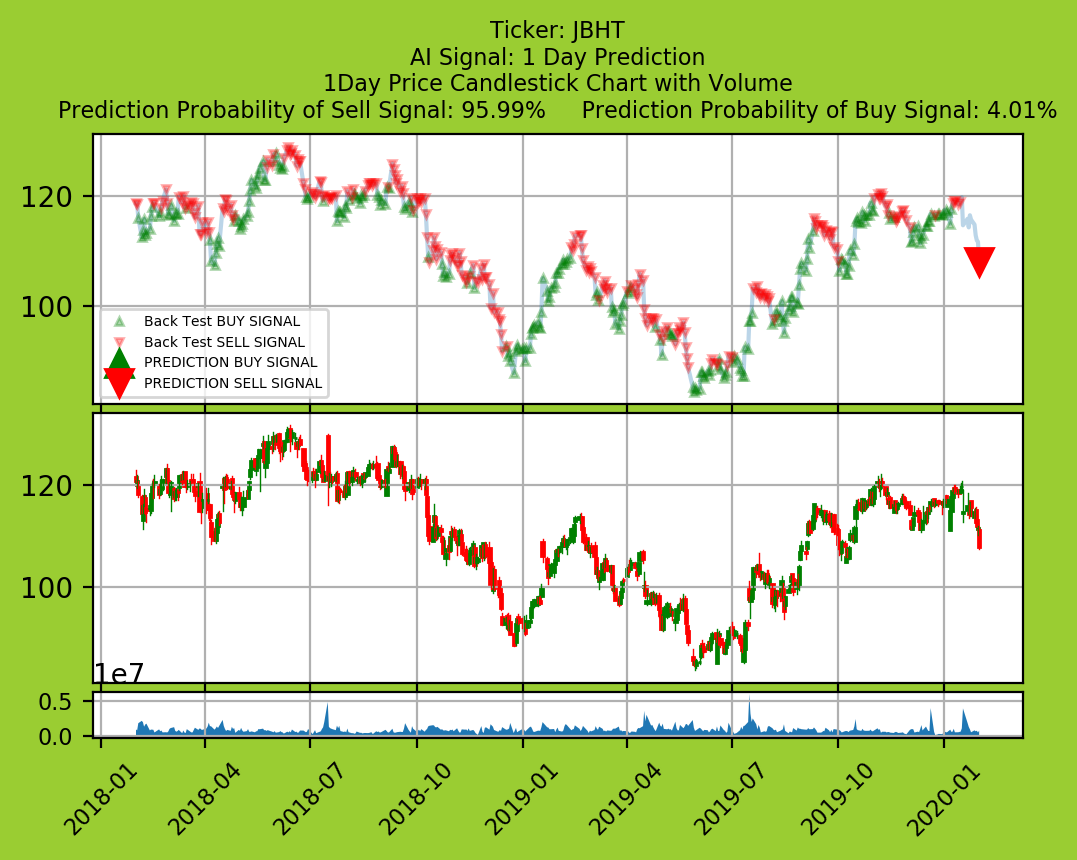 Ticker: JBHT
AI Signal: 1 Day Prediction
1Day Price Candlestick Chart with Volume
Prediction Probability of Sell Signal: 95.99%     Prediction Probability of Buy Signal: 4.01%
120
100
Back Test BUY SIGNAL
Back Test SELL SIGNAL
PREDICTION BUY SIGNAL
PREDICTION SELL SIGNAL
120
100
1e7
0.5
0.0
2018-01
2018-04
2018-07
2018-10
2019-01
2019-04
2019-07
2019-10
2020-01